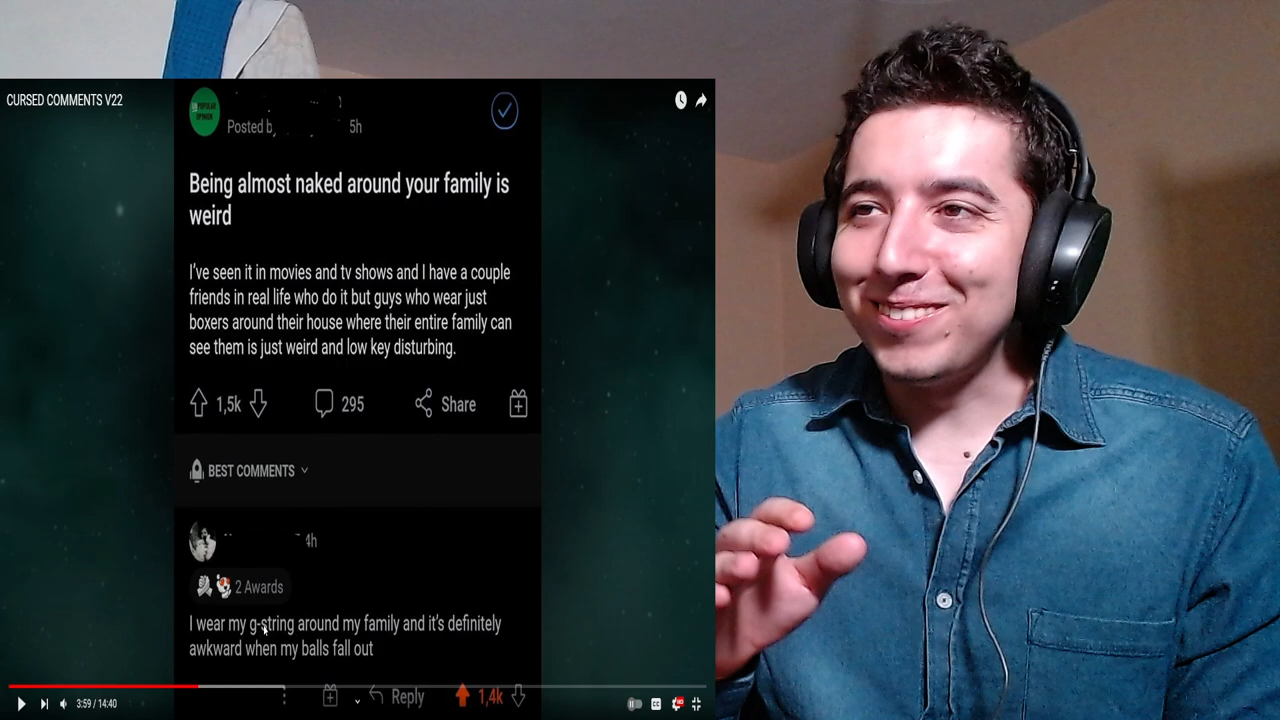 CURSED COMMENTS V22
POPULAR
OPINION
Posted b 5h
Being almost naked around your family is
weird
I've seen it in movies and tv shows and I have a couple
friends in real life who do it but guys who wear just
boxers around their house where their entire family can
see them is just weird and low key disturbing.
1,5k 295 Share
BEST COMMENTS
4h
2 Awards
I wear my g-string around my family and it's definitely
awkward when my balls fall out
Reply 1,4k
3:59 / 14:40